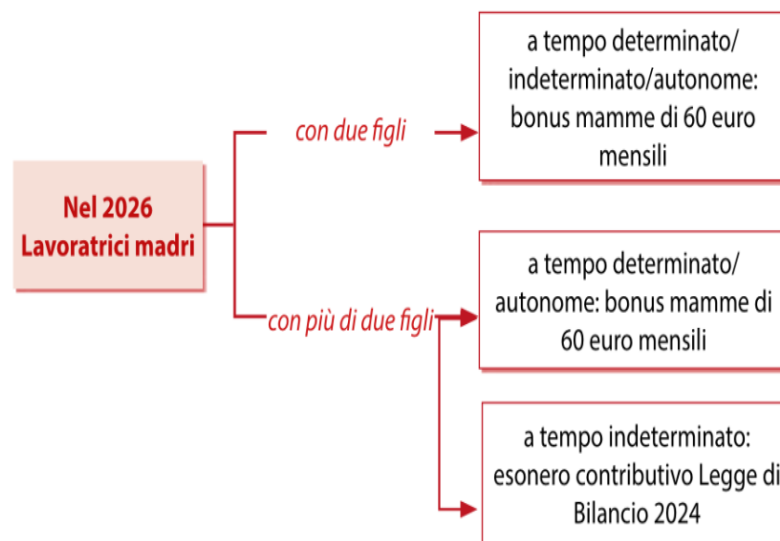 Nel 2026
Lavoratrici madri
con due figli
a tempo determinato/
indeterminato/autonome:
bonus mamme di 60 euro
mensili
con più di due figli
a tempo determinato/
autonome: bonus mamme di
60 euro mensili
a tempo indeterminato:
esonero contributivo Legge di
Bilancio 2024